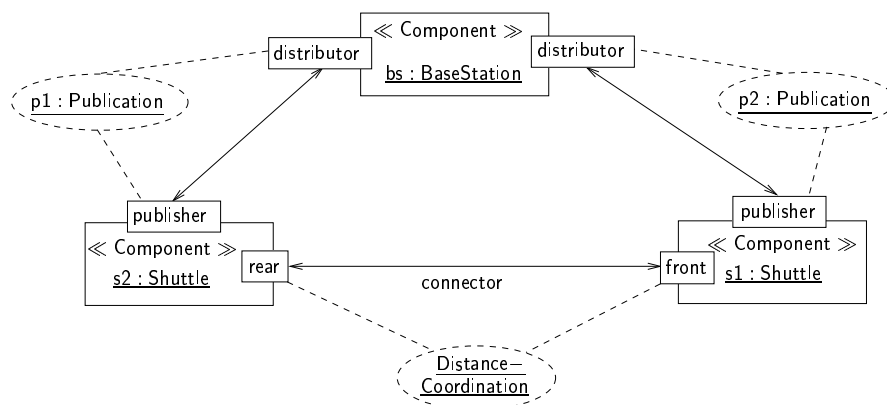 ≪ Component ≫
distributor
distributor
bs : BaseStation
p1 : Publication
p2 : Publication
publisher
publisher
≪ Component ≫
≪ Component ≫
rear
front
s2 : Shuttle
s1 : Shuttle
connector
Distance−
Coordination